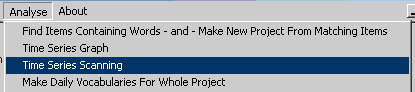 Analyse About
Find Items Containing Words - and - Make New Project From Matching Items
Time Series Graph
Time Series Scanning
Make Daily Vocabularies For Whole Project